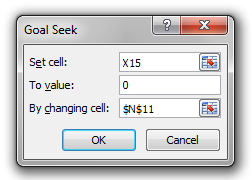 Goal Seek
Set cell: X15
To value: 0
By changing cell: $N$11
OK Cancel